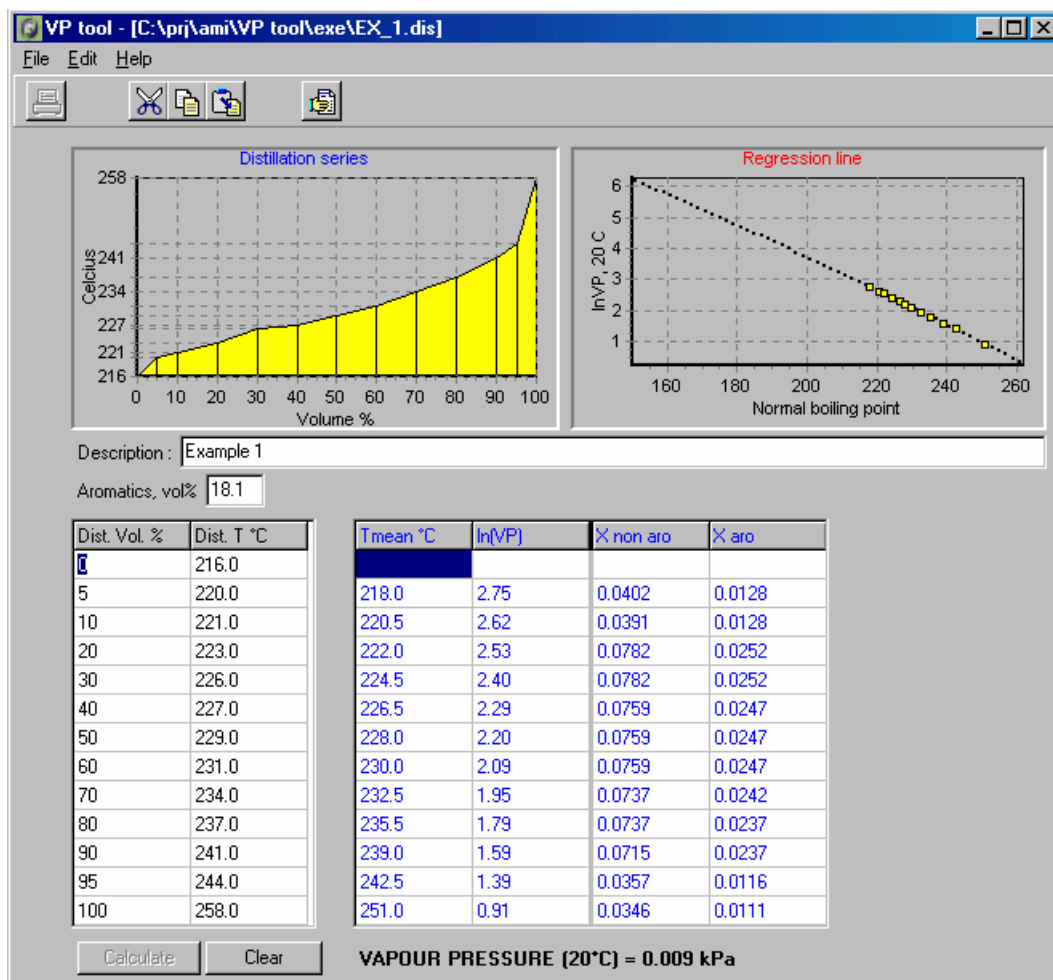 VP tool - [C:\prj\ami\VP tool\exe\EX_1.dis]
File Edit Help
Distillation series
258
241
234
227
221
216
Celcius
0 10 20 30 40 50 60 70 80 90 100
Volume %
Regression line
6
5
4
3
2
1
lnVP, 20 C
160 180 200 220 240 260
Normal boiling point
Description : Example 1
Aromatics, vol% 18.1
Dist. Vol. % Dist. T °C Tmean °C ln(VP) X non aro X aro
0 216.0
5 220.0 218.0 2.75 0.0402 0.0128
10 221.0 220.5 2.62 0.0391 0.0128
20 223.0 222.0 2.53 0.0782 0.0252
30 226.0 224.5 2.40 0.0782 0.0252
40 227.0 226.5 2.29 0.0759 0.0247
50 229.0 228.0 2.20 0.0759 0.0247
60 231.0 230.0 2.09 0.0759 0.0247
70 234.0 232.5 1.95 0.0737 0.0242
80 237.0 235.5 1.79 0.0737 0.0237
90 241.0 239.0 1.59 0.0715 0.0237
95 244.0 242.5 1.39 0.0357 0.0116
100 258.0 251.0 0.91 0.0346 0.0111
Calculate Clear VAPOUR PRESSURE (20°C) = 0.009 kPa